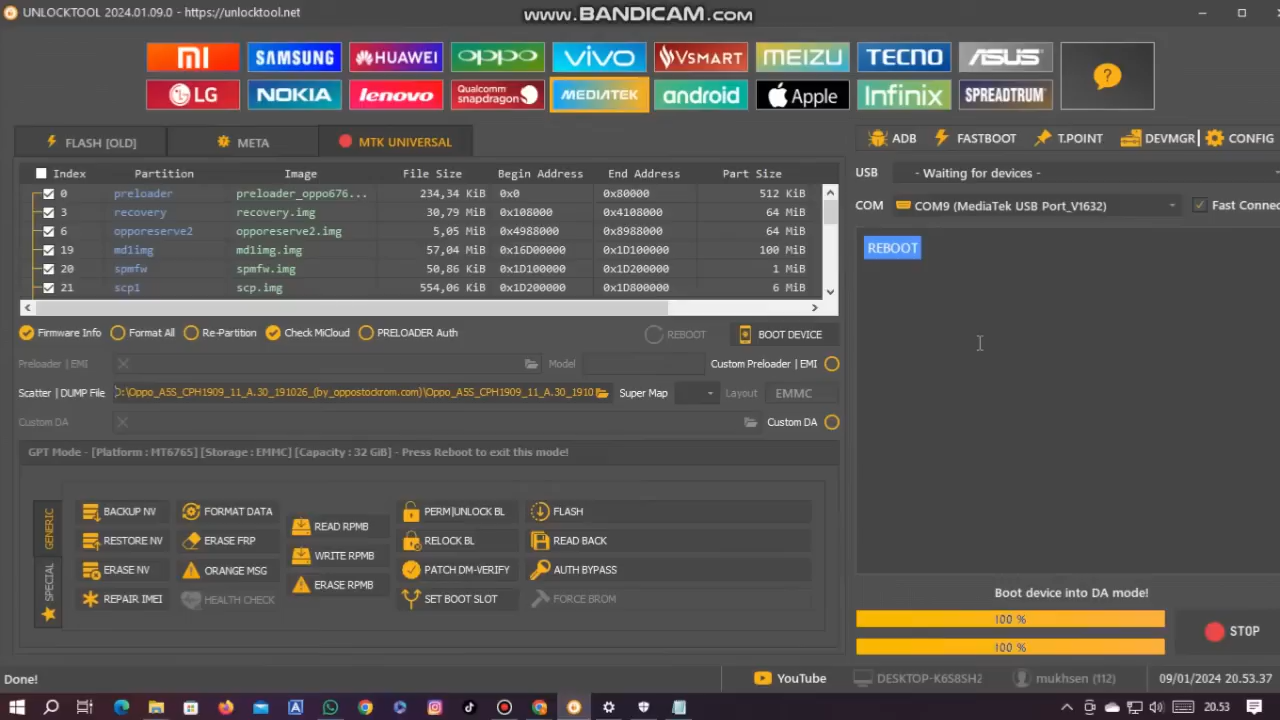 UNLOCKTOOL 2024.01.09.0 - https://unlocktool.net
www.BANDICAM.com
mi SAMSUNG HUAWEI oppo vivo VSMART MEIZU TECNO ASUS ?
LG NOKIA lenovo Qualcomm snapdragon MEDIATEK android Apple Infinix SPREADTRUM
FLASH [OLD] META MTK UNIVERSAL
ADB FASTBOOT T.POINT DEVMGR CONFIG
Index Partition Image File Size Begin Address End Address Part Size
0 preloader preloader_oppo676... 234,34 KiB 0x0 0x80000 512 KiB
3 recovery recovery.img 30,79 MiB 0x108000 0x4108000 64 MiB
6 opporeserve2 opporeserve2.img 5,05 MiB 0x4988000 0x8988000 64 MiB
19 md1img md1img.img 57,04 MiB 0x16D00000 0x1D100000 100 MiB
20 spmfw spmfw.img 50,86 KiB 0x1D100000 0x1D200000 1 MiB
21 scp1 scp.img 554,06 KiB 0x1D200000 0x1D800000 6 MiB
USB - Waiting for devices -
COM COM9 (MediaTek USB Port_V1632) Fast Connec
REBOOT
Firmware Info Format All Re-Partition Check MiCloud PRELOADER Auth REBOOT BOOT DEVICE
Preloader | EMI Model Custom Preloader | EMI
Scatter | DUMP File D:\Oppo_A5S_CPH1909_11_A.30_191026_(by_oppostockrom.com)\Oppo_A5S_CPH1909_11_A.30_1910 Super Map Layout EMMC
Custom DA Custom DA
GPT Mode - [Platform : MT6765] [Storage : EMMC] [Capacity : 32 GiB] - Press Reboot to exit this mode!
GENERIC
SPECIAL
BACKUP NV FORMAT DATA READ RPMB PERM|UNLOCK BL FLASH
RESTORE NV ERASE FRP WRITE RPMB RELOCK BL READ BACK
ERASE NV ORANGE MSG ERASE RPMB PATCH DM-VERIFY AUTH BYPASS
REPAIR IMEI HEALTH CHECK SET BOOT SLOT FORCE BROM
Boot device into DA mode!
100 %
100 %
STOP
Done! YouTube DESKTOP-K6S8SH2 mukhsen (112) 09/01/2024 20.53.37
20.53